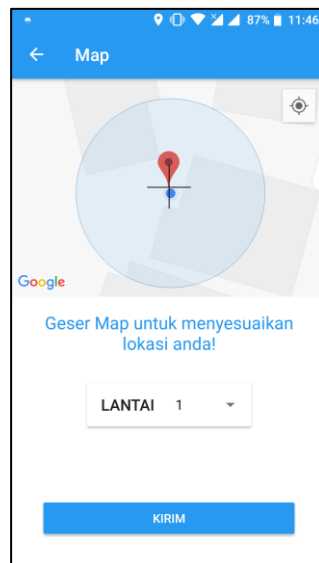 87% 11:46
Map
Google
Geser Map untuk menyesuaikan
lokasi anda!
LANTAI 1
KIRIM